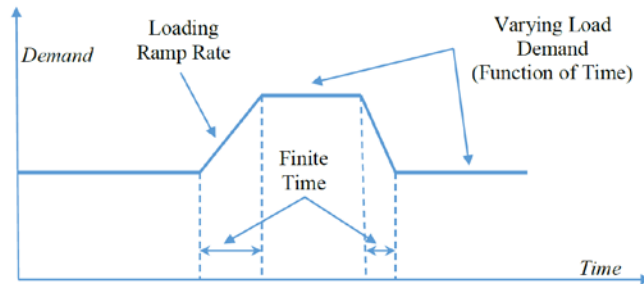 Demand
Loading
Ramp Rate
Varying Load
Demand
(Function of Time)
Finite
Time
Time